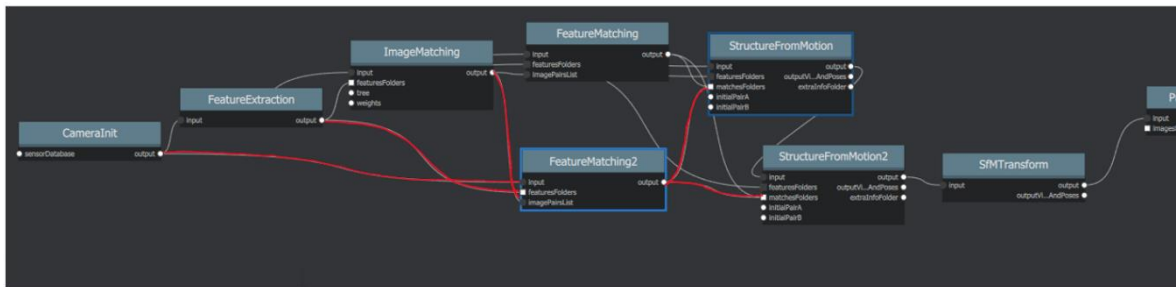 CameraInit
sensorDatabase output
FeatureExtraction
input output
ImageMatching
input output
featuresFolders
tree
weights
FeatureMatching
input output
featuresFolders
imagePairsList
FeatureMatching2
input output
featuresFolders
imagePairsList
StructureFromMotion
input output
featuresFolders outputVi...AndPoses
matchesFolders extraInfoFolder
initialPairA
initialPairB
StructureFromMotion2
input output
featuresFolders outputVi...AndPoses
matchesFolders extraInfoFolder
initialPairA
initialPairB
SfMTransform
input output
outputVi...AndPoses
input